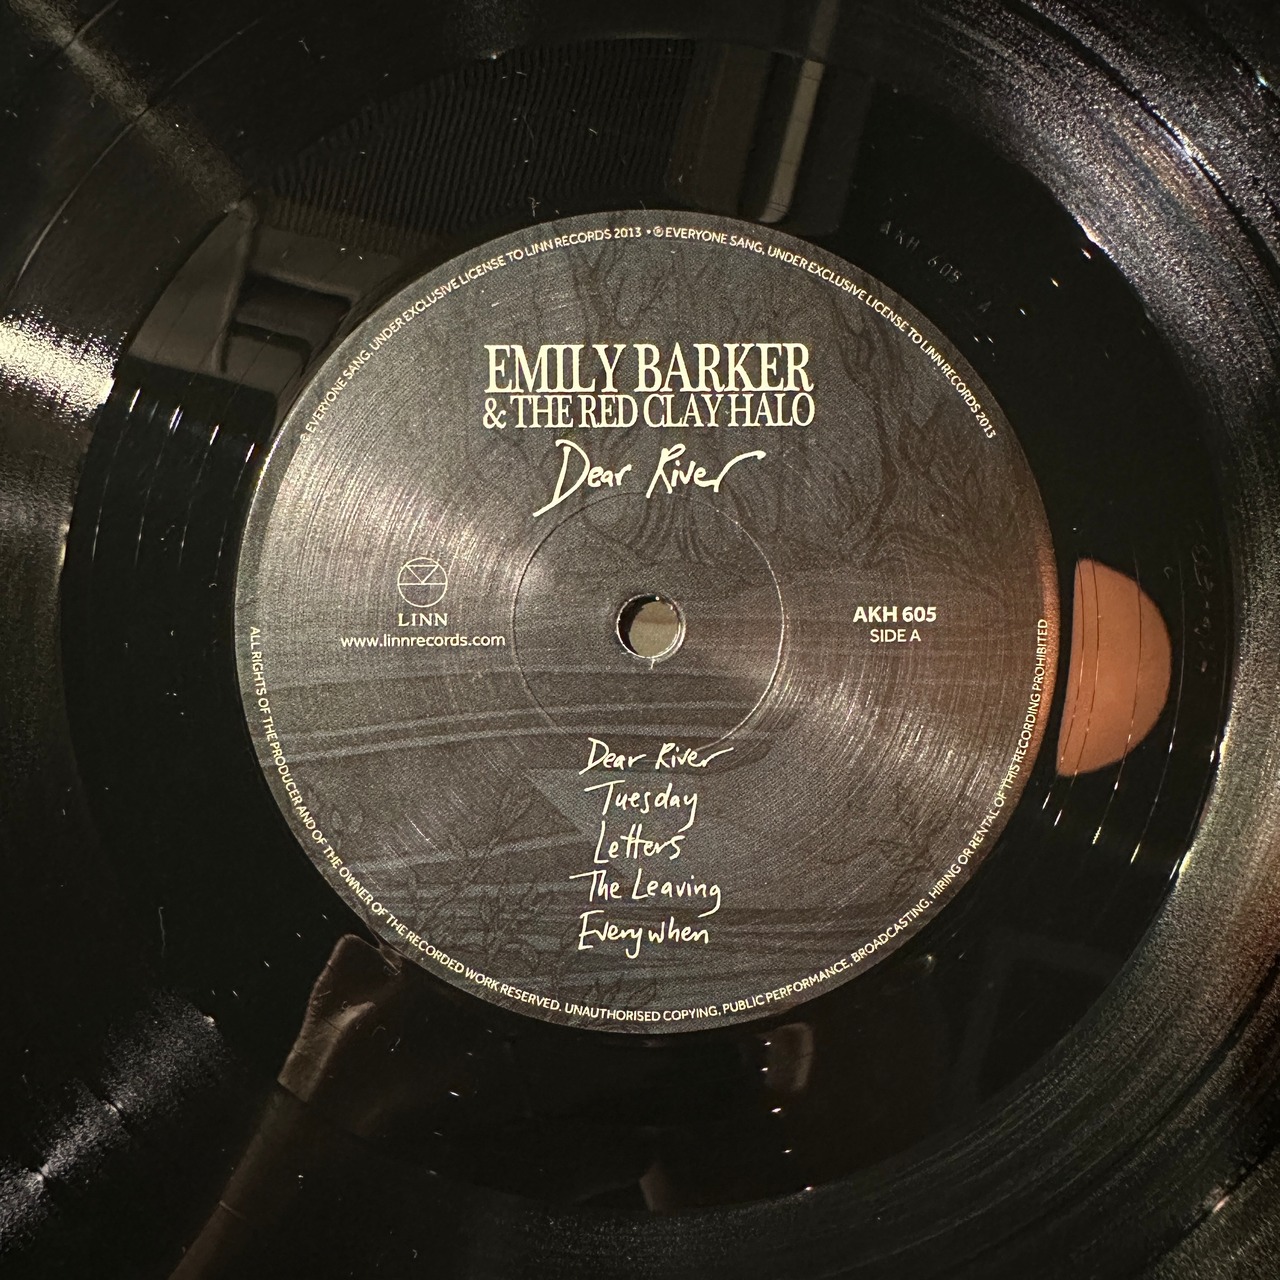 ℗ EVERYONE SANG, UNDER EXCLUSIVE LICENSE TO LINN RECORDS 2013 • © EVERYONE SANG, UNDER EXCLUSIVE LICENSE TO LINN RECORDS 2013
AKH 605 A
EMILY BARKER
& THE RED CLAY HALO
Dear River
LINN
www.linnrecords.com
AKH 605
SIDE A
Dear River
Tuesday
Letters
The Leaving
Everywhen
ALL RIGHTS OF THE PRODUCER AND OF THE OWNER OF THE RECORDED WORK RESERVED. UNAUTHORISED COPYING, PUBLIC PERFORMANCE, BROADCASTING, HIRING OR RENTAL OF THIS RECORDING PROHIBITED